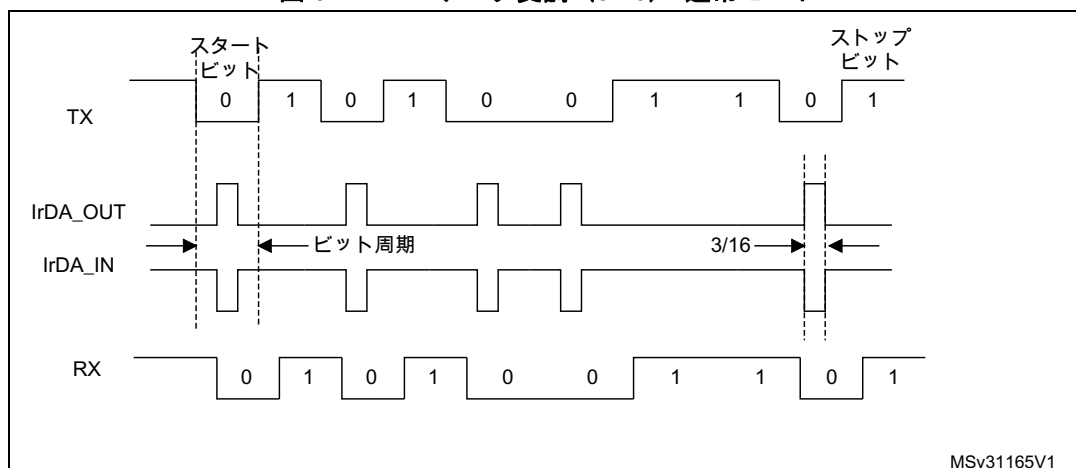 スタート
ビット
ストップ
ビット
TX
0 1 0 1 0 0 1 1 0 1
IrDA_OUT
ビット周期
3/16
IrDA_IN
RX
0 1 0 1 0 0 1 1 0 1
MSv31165V1